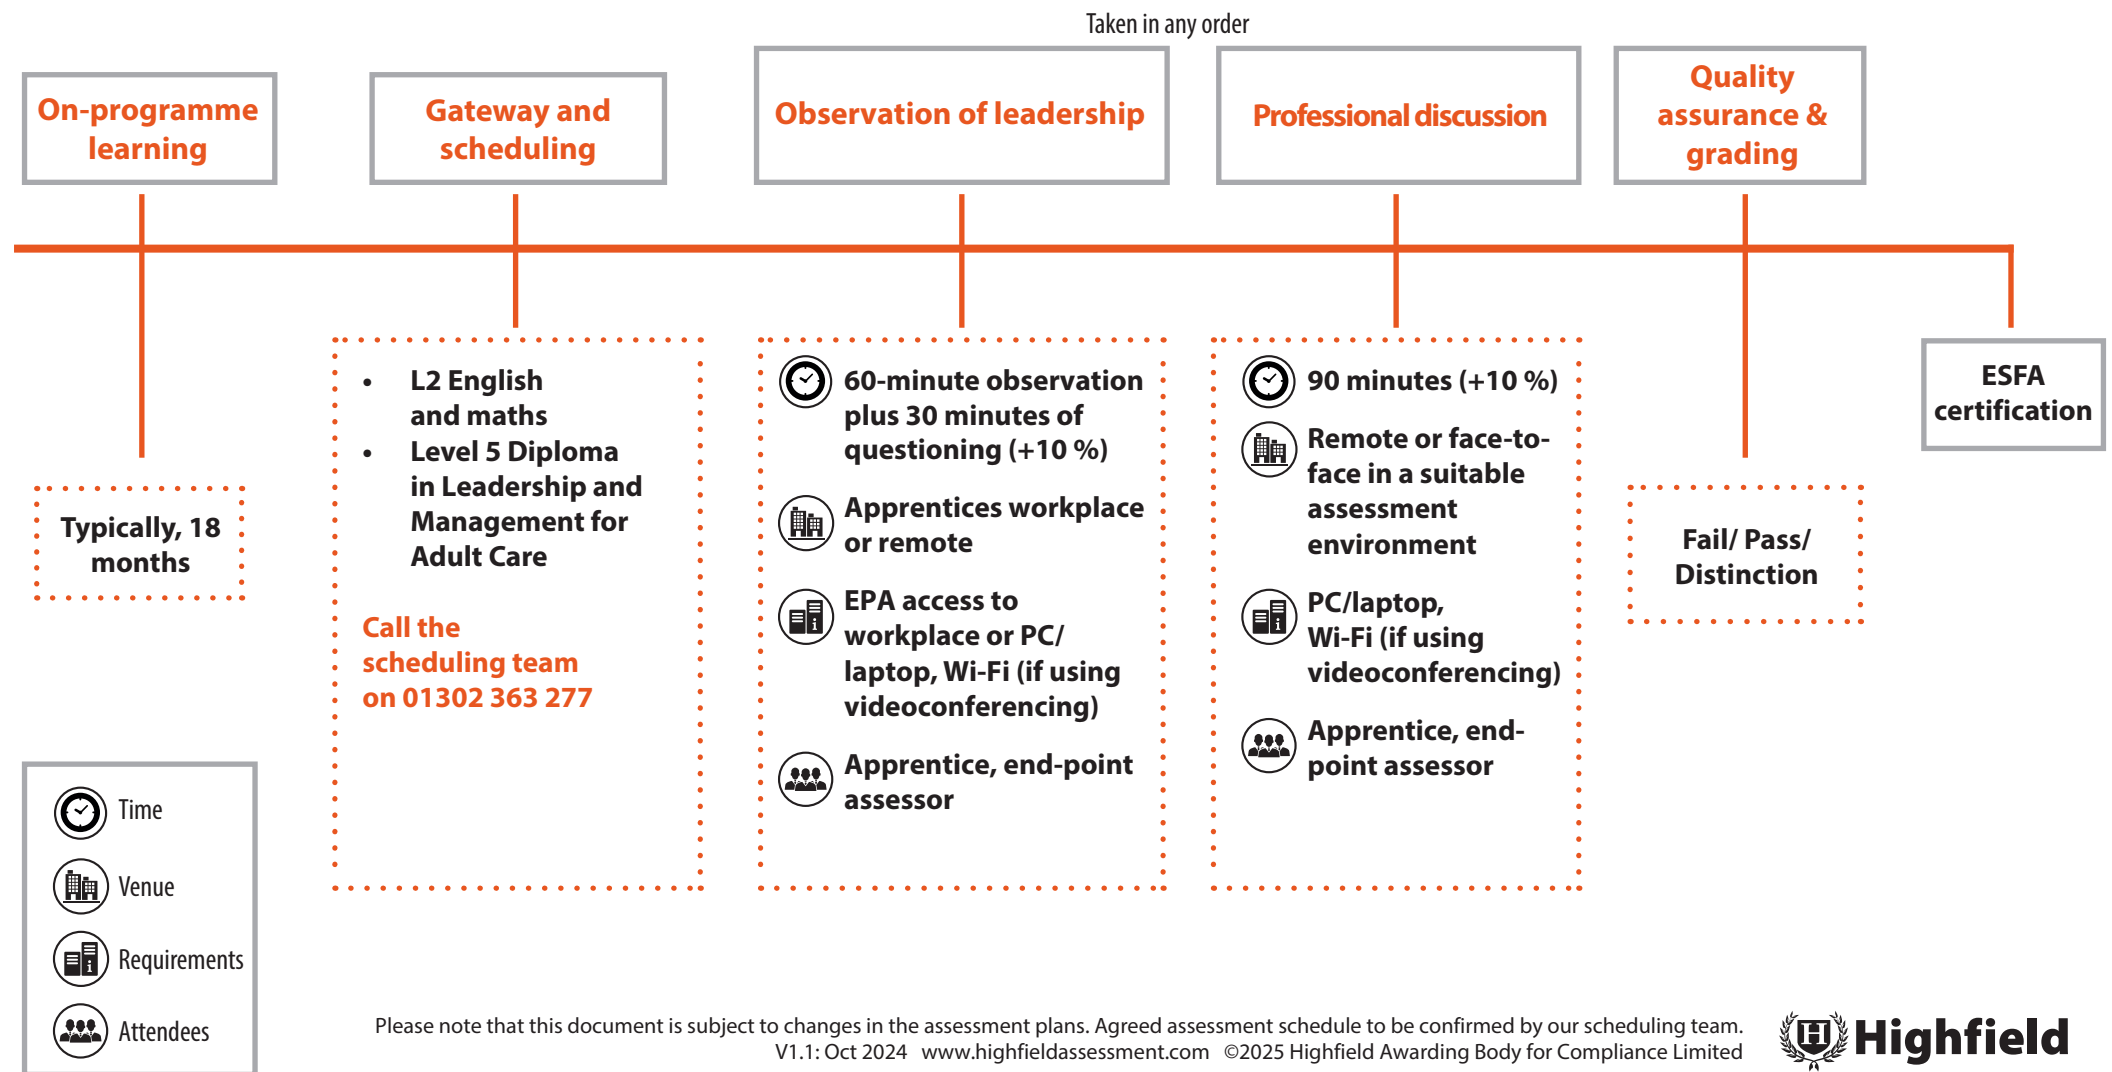 Taken in any order
On-programme
learning
Gateway and
scheduling
Observation of leadership
Professional discussion
Quality
assurance &
grading
Typically, 18
months
• L2 English
and maths
• Level 5 Diploma
in Leadership and
Management for
Adult Care
Call the
scheduling team
on 01302 363 277
60-minute observation
plus 30 minutes of
questioning (+10 %)
Apprentices workplace
or remote
EPA access to
workplace or PC/
laptop, Wi-Fi (if using
videoconferencing)
Apprentice, end-point
assessor
90 minutes (+10 %)
Remote or face-to-
face in a suitable
assessment
environment
PC/laptop,
Wi-Fi (if using
videoconferencing)
Apprentice, end-
point assessor
Fail/ Pass/
Distinction
ESFA
certification
Time
Venue
Requirements
Attendees
Please note that this document is subject to changes in the assessment plans. Agreed assessment schedule to be confirmed by our scheduling team.
V1.1: Oct 2024 www.highfieldassessment.com ©2025 Highfield Awarding Body for Compliance Limited
H Highfield